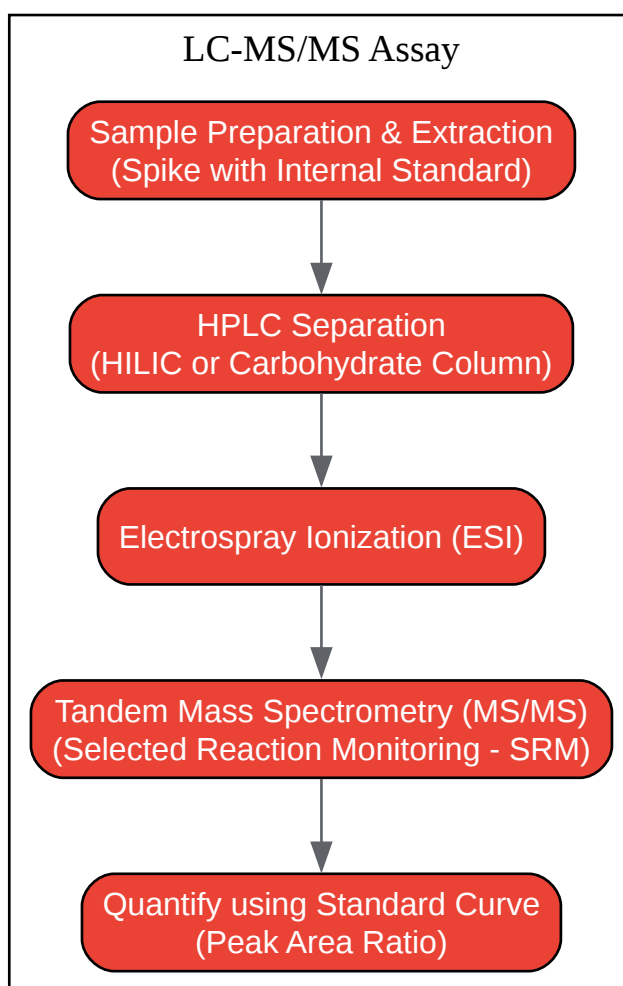 LC-MS/MS Assay
Sample Preparation & Extraction
(Spike with Internal Standard)
HPLC Separation
(HILIC or Carbohydrate Column)
Electrospray Ionization (ESI)
Tandem Mass Spectrometry (MS/MS)
(Selected Reaction Monitoring - SRM)
Quantify using Standard Curve
(Peak Area Ratio)